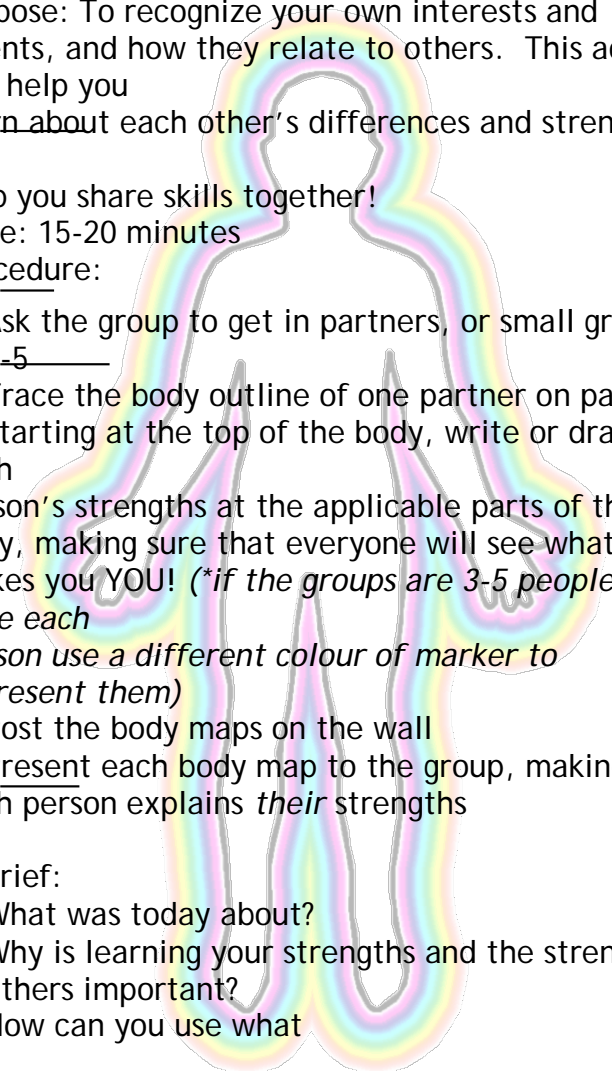 pose: To recognize your own interests and
ents, and how they relate to others. This ac
help you
rn about each other's differences and stren
p you share skills together!
e: 15-20 minutes
cedure:
sk the group to get in partners, or small gr
-5
Trace the body outline of one partner on pa
tarting at the top of the body, write or dra
h
son's strengths at the applicable parts of th
y, making sure that everyone will see what
kes you YOU! (*if the groups are 3-5 people
e each
son use a different colour of marker to
resent them)
ost the body maps on the wall
resent each body map to the group, makin
h person explains their strengths
rief:
What was today about?
Why is learning your strengths and the stren
thers important?
How can you use what